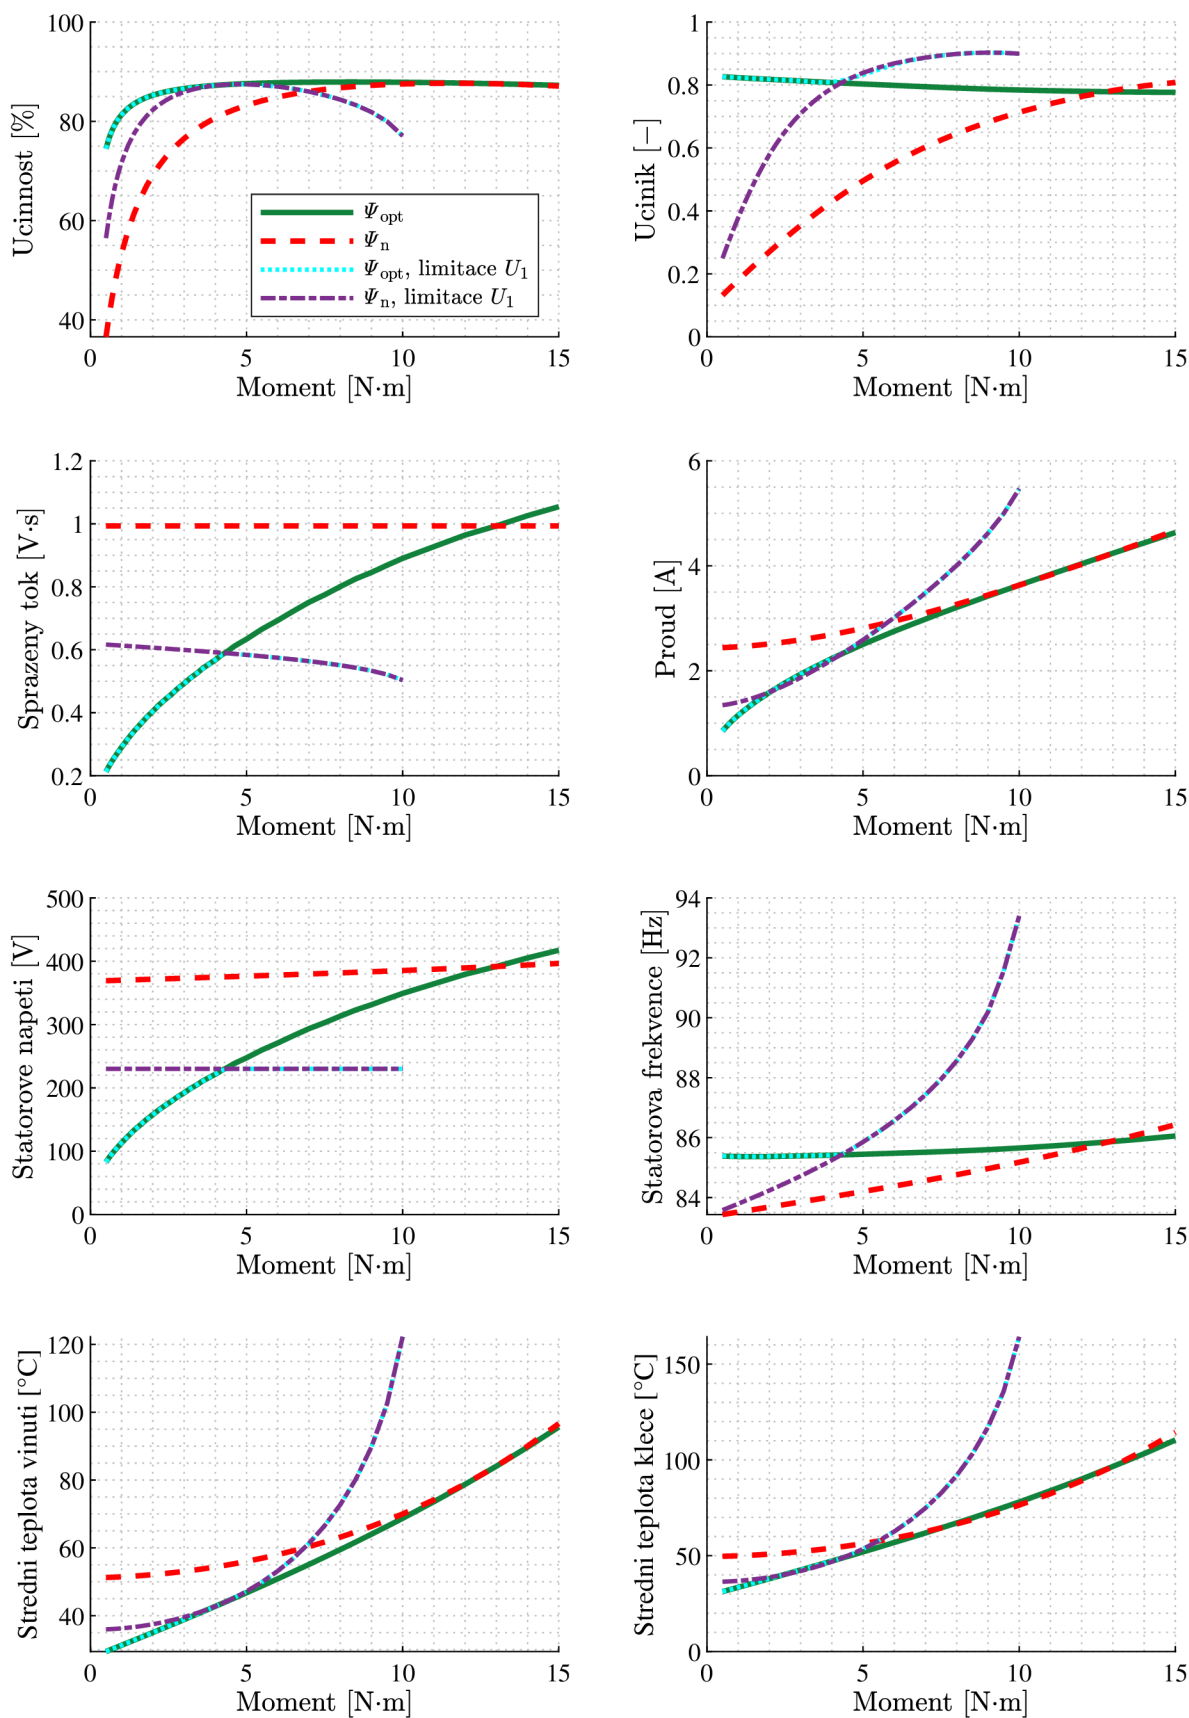 100
80
60
40
Ucinnost [%]
Ψopt
Ψn
Ψopt, limitace U1
Ψn, limitace U1
0 5 10 15
Moment [N·m]
1
0.8
0.6
0.4
0.2
0
Ucinik [−]
0 5 10 15
Moment [N·m]
1.2
1
0.8
0.6
0.4
0.2
Sprazeny tok [V·s]
0 5 10 15
Moment [N·m]
6
4
2
0
Proud [A]
0 5 10 15
Moment [N·m]
500
400
300
200
100
0
Statorove napeti [V]
0 5 10 15
Moment [N·m]
94
92
90
88
86
84
Statorova frekvence [Hz]
0 5 10 15
Moment [N·m]
120
100
80
60
40
Stredni teplota vinuti [°C]
0 5 10 15
Moment [N·m]
150
100
50
0
Stredni teplota klece [°C]
0 5 10 15
Moment [N·m]